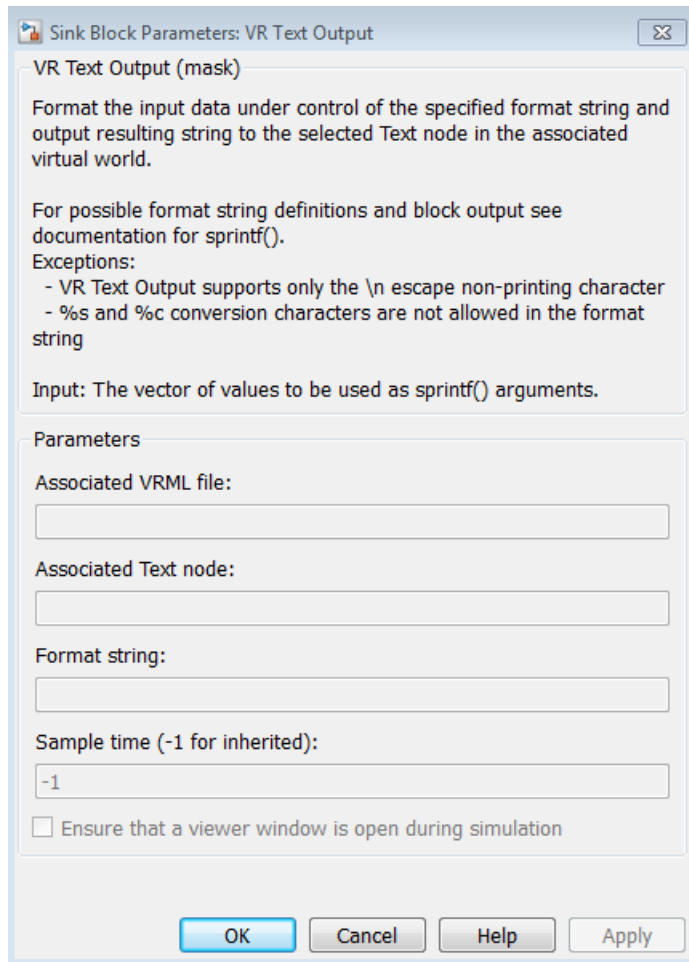 Sink Block Parameters: VR Text Output
VR Text Output (mask)
Format the input data under control of the specified format string and
output resulting string to the selected Text node in the associated
virtual world.
For possible format string definitions and block output see
documentation for sprintf().
Exceptions:
- VR Text Output supports only the \n escape non-printing character
- %s and %c conversion characters are not allowed in the format
string
Input: The vector of values to be used as sprintf() arguments.
Parameters
Associated VRML file:
Associated Text node:
Format string:
Sample time (-1 for inherited):
-1
Ensure that a viewer window is open during simulation
OK Cancel Help Apply